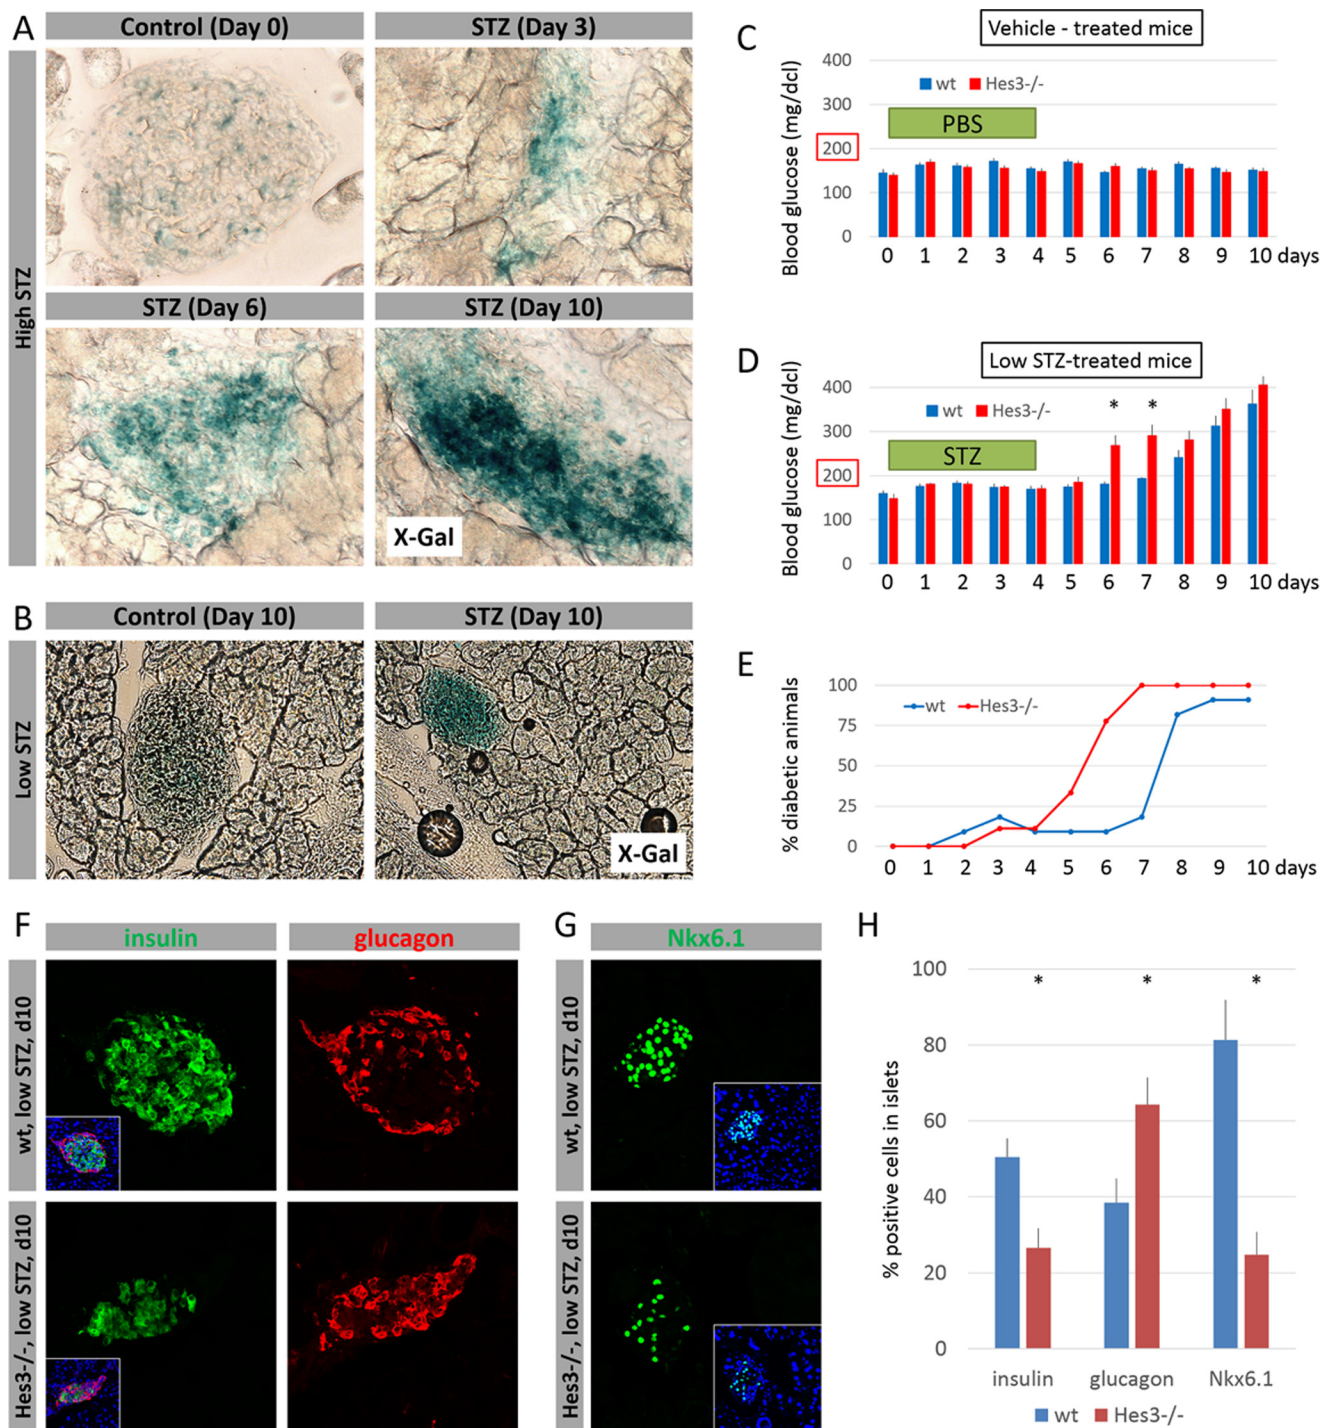 A
Control (Day 0)
STZ (Day 3)
High STZ
STZ (Day 6)
STZ (Day 10)
X-Gal
B
Control (Day 10)
STZ (Day 10)
Low STZ
X-Gal
C
Vehicle - treated mice
Blood glucose (mg/dcl)
400
300
200
100
0
wt Hes3-/-
PBS
0 1 2 3 4 5 6 7 8 9 10 days
D
Low STZ-treated mice
Blood glucose (mg/dcl)
400
300
200
100
0
wt Hes3-/-
* *
STZ
0 1 2 3 4 5 6 7 8 9 10 days
E
% diabetic animals
100
75
50
25
0
wt Hes3-/-
0 1 2 3 4 5 6 7 8 9 10 days
F
insulin
glucagon
wt, low STZ, d10
Hes3-/-, low STZ, d10
G
Nkx6.1
wt, low STZ, d10
Hes3-/-, low STZ, d10
H
% positive cells in islets
100
80
60
40
20
0
* * *
insulin glucagon Nkx6.1
wt Hes3-/-